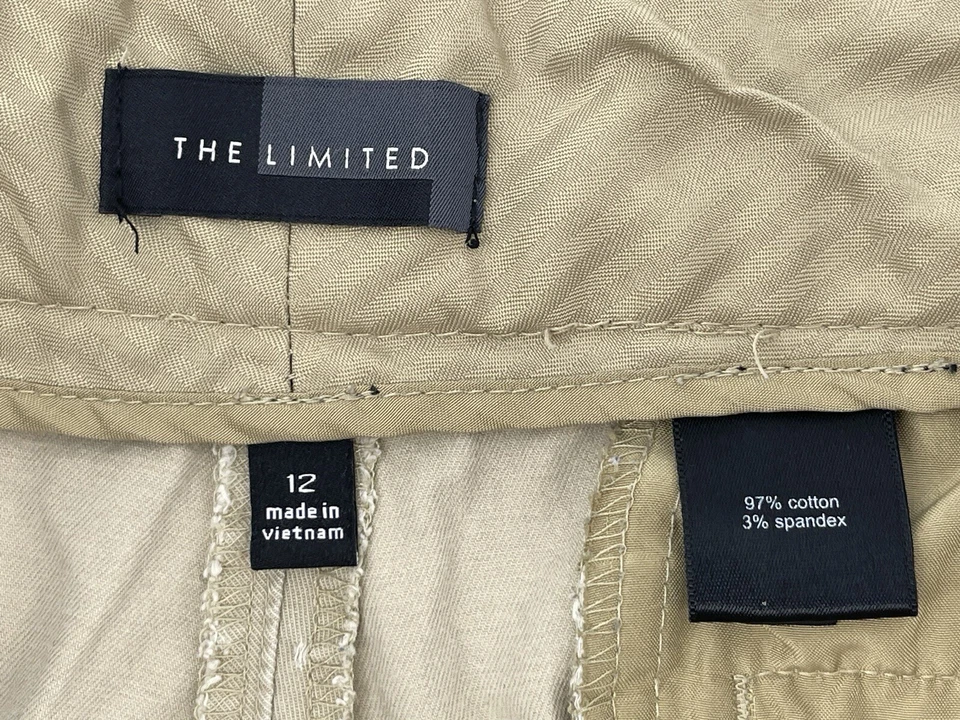 THE LIMITED
12
made in
vietnam
97% cotton
3% spandex